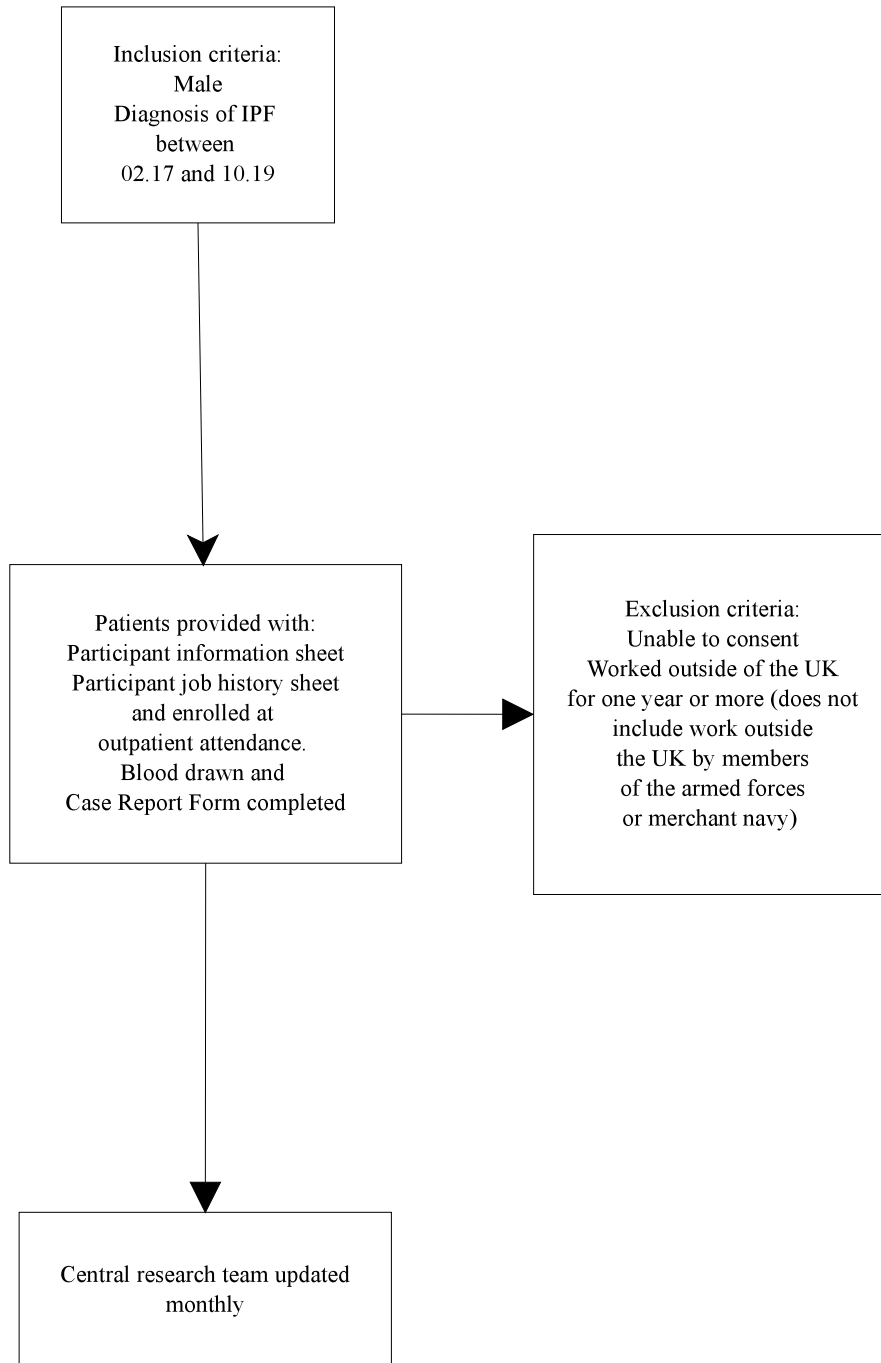 Inclusion criteria:
Male
Diagnosis of IPF
between
02.17 and 10.19
Patients provided with:
Participant information sheet
Participant job history sheet
and enrolled at
outpatient attendance.
Blood drawn and
Case Report Form completed
Exclusion criteria:
Unable to consent
Worked outside of the UK
for one year or more (does not
include work outside
the UK by members
of the armed forces
or merchant navy)
Central research team updated
monthly